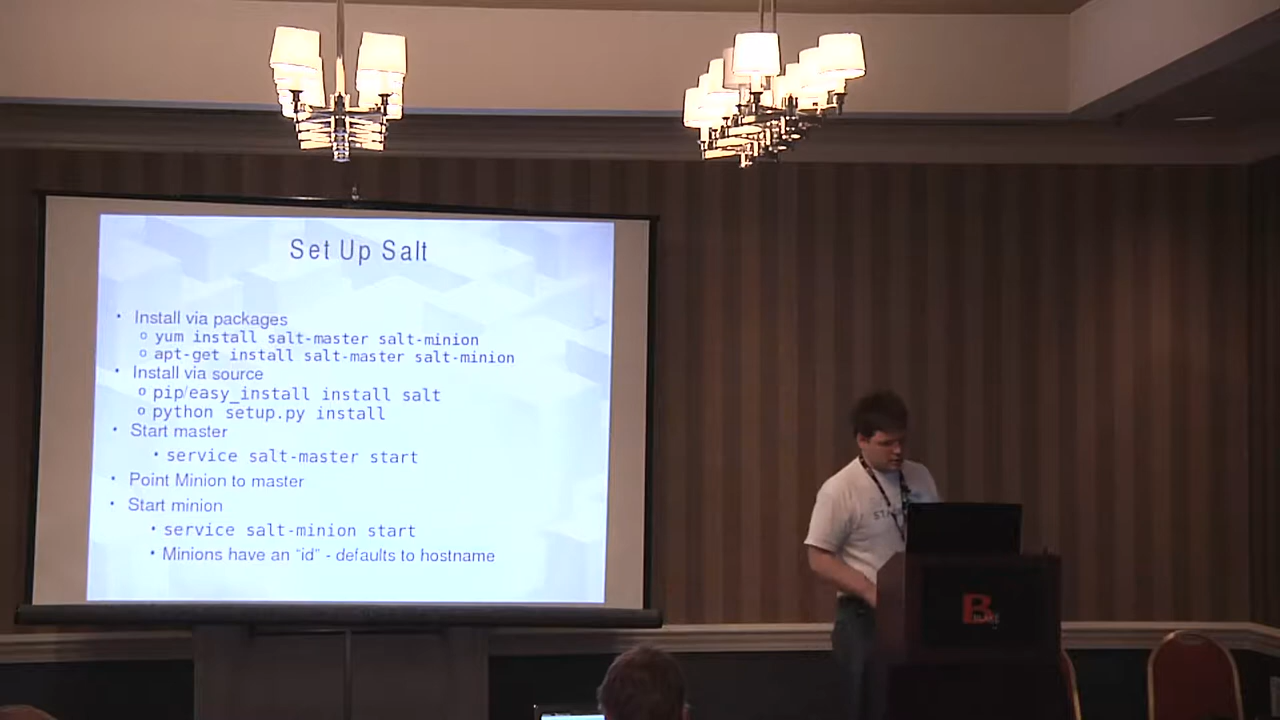 Set Up Salt
• Install via packages
o yum install salt-master salt-minion
o apt-get install salt-master salt-minion
• Install via source
o pip/easy_install install salt
o python setup.py install
• Start master
• service salt-master start
• Point Minion to master
• Start minion
• service salt-minion start
• Minions have an "id" - defaults to hostname